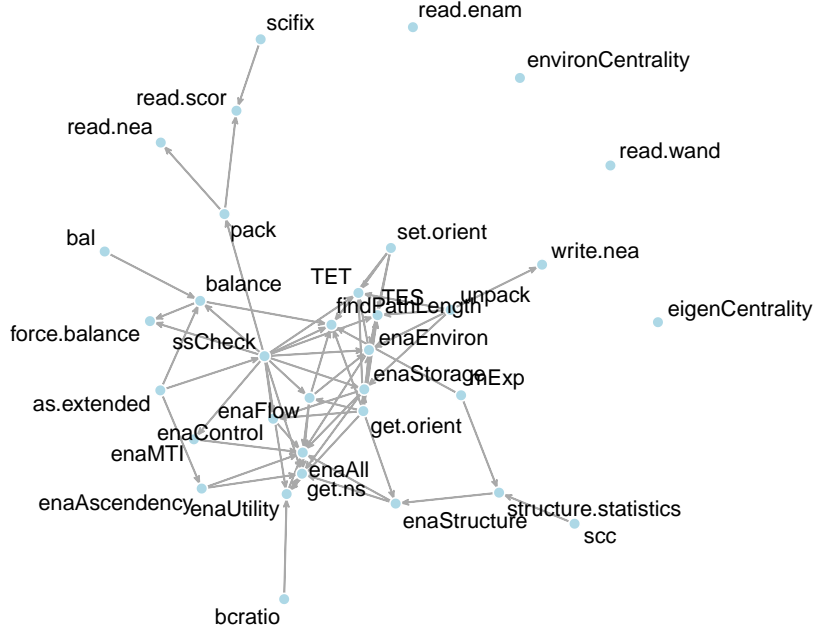 read.enam
scifix
environCentrality
read.scor
read.nea
read.wand
pack
set.orient
bal
write.nea
TET
balance
TES
unpack
findPathLength
eigenCentrality
force.balance
ssCheck
enaEnviron
enaStorage
mExp
as.extended
enaFlow
get.orient
enaControl
enaMTI
enaAll
get.ns
enaAscendency
enaUtility
structure.statistics
enaStructure
scc
bcratio